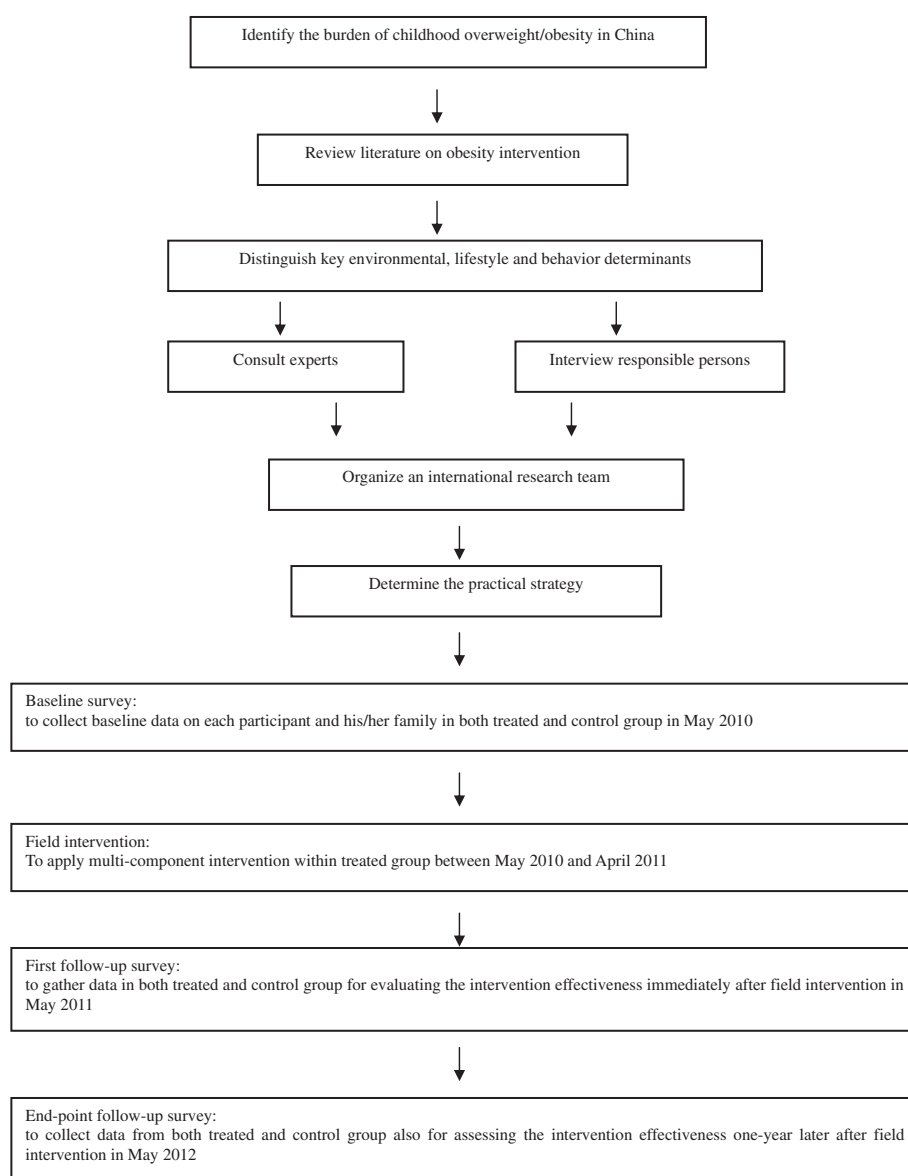 Identify the burden of childhood overweight/obesity in China
Review literature on obesity intervention
Distinguish key environmental, lifestyle and behavior determinants
Consult experts
Interview responsible persons
Organize an international research team
Determine the practical strategy
Baseline survey:
to collect baseline data on each participant and his/her family in both treated and control group in May 2010
Field intervention:
To apply multi-component intervention within treated group between May 2010 and April 2011
First follow-up survey:
to gather data in both treated and control group for evaluating the intervention effectiveness immediately after field intervention in
May 2011
End-point follow-up survey:
to collect data from both treated and control group also for assessing the intervention effectiveness one-year later after field
intervention in May 2012